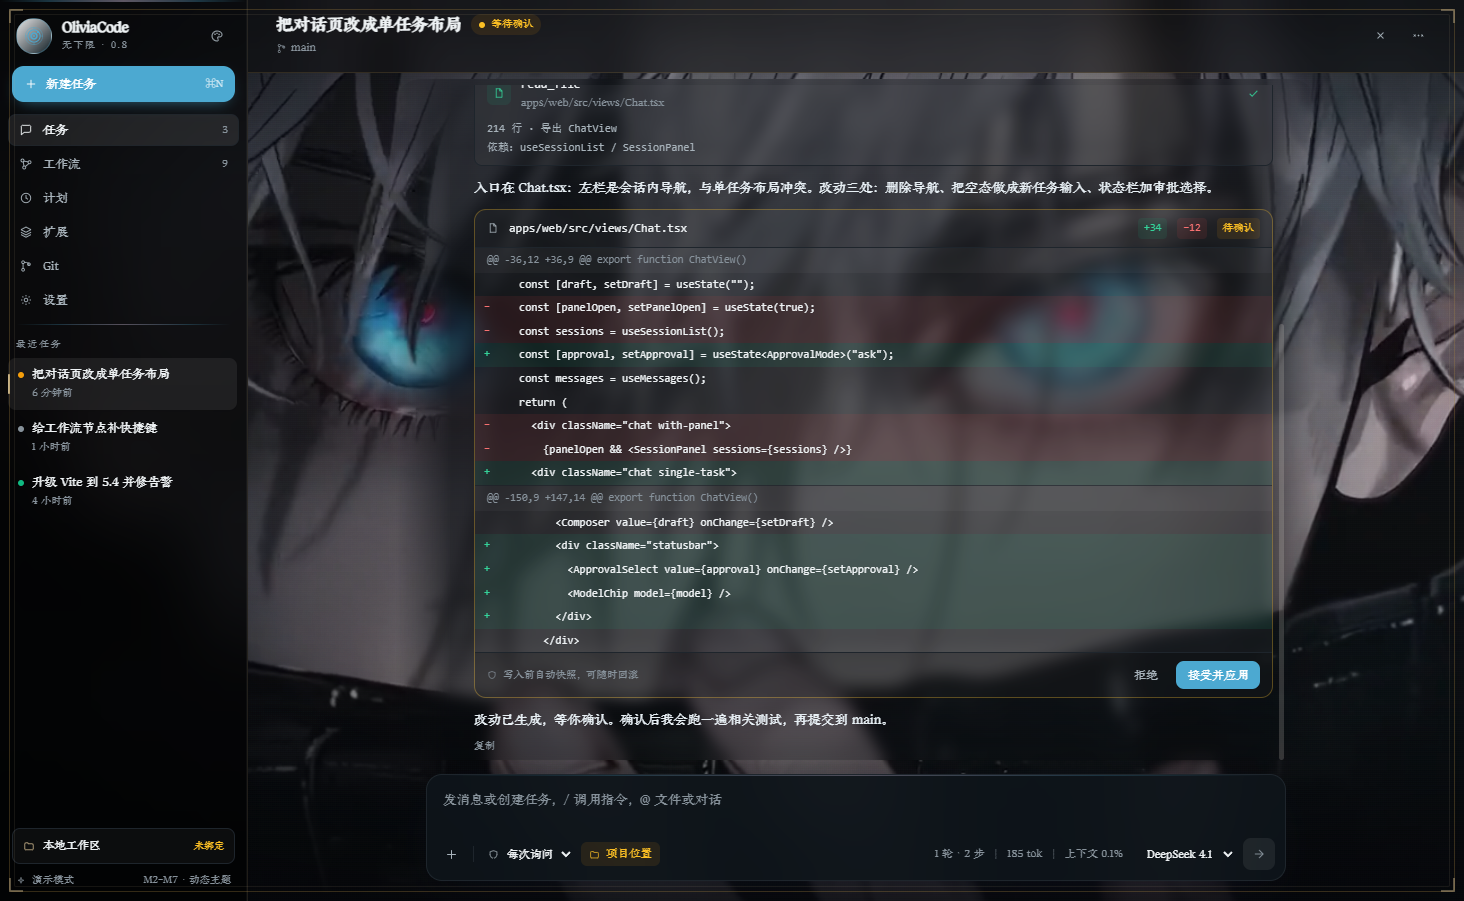 OliviaCode
无下限 · 0.8
+ 新建任务 ⌘N
任务 3
工作流 9
计划
扩展
Git
设置
最近任务
把对话页改成单任务布局
6 分钟前
给工作流节点补快捷键
1 小时前
升级 Vite 到 5.4 并修告警
4 小时前
本地工作区 未绑定
演示模式 M2-M7 · 动态主题
把对话页改成单任务布局 等待确认
main
read_file
apps/web/src/views/Chat.tsx
214 行 · 导出 ChatView
依赖: useSessionList / SessionPanel
入口在 Chat.tsx：左栏是会话内导航，与单任务布局冲突。改动三处：删除导航、把空态做成新任务输入、状态栏加审批选择。
apps/web/src/views/Chat.tsx +34 −12 待确认
@@ -36,12 +36,9 @@ export function ChatView()
const [draft, setDraft] = useState("");
− const [panelOpen, setPanelOpen] = useState(true);
− const sessions = useSessionList();
+ const [approval, setApproval] = useState<ApprovalMode>("ask");
const messages = useMessages();
return (
− <div className="chat with-panel">
− {panelOpen && <SessionPanel sessions={sessions} />}
+ <div className="chat single-task">
@@ -150,9 +147,14 @@ export function ChatView()
<Composer value={draft} onChange={setDraft} />
+ <div className="statusbar">
+ <ApprovalSelect value={approval} onChange={setApproval} />
+ <ModelChip model={model} />
+ </div>
</div>
写入前自动快照，可随时回滚 拒绝 接受并应用
改动已生成，等你确认。确认后我会跑一遍相关测试，再提交到 main。
复制
发消息或创建任务，/ 调用指令，@ 文件或对话
+ 每次询问 项目位置 1 轮 · 2 步 | 185 tok | 上下文 0.1% DeepSeek 4.1